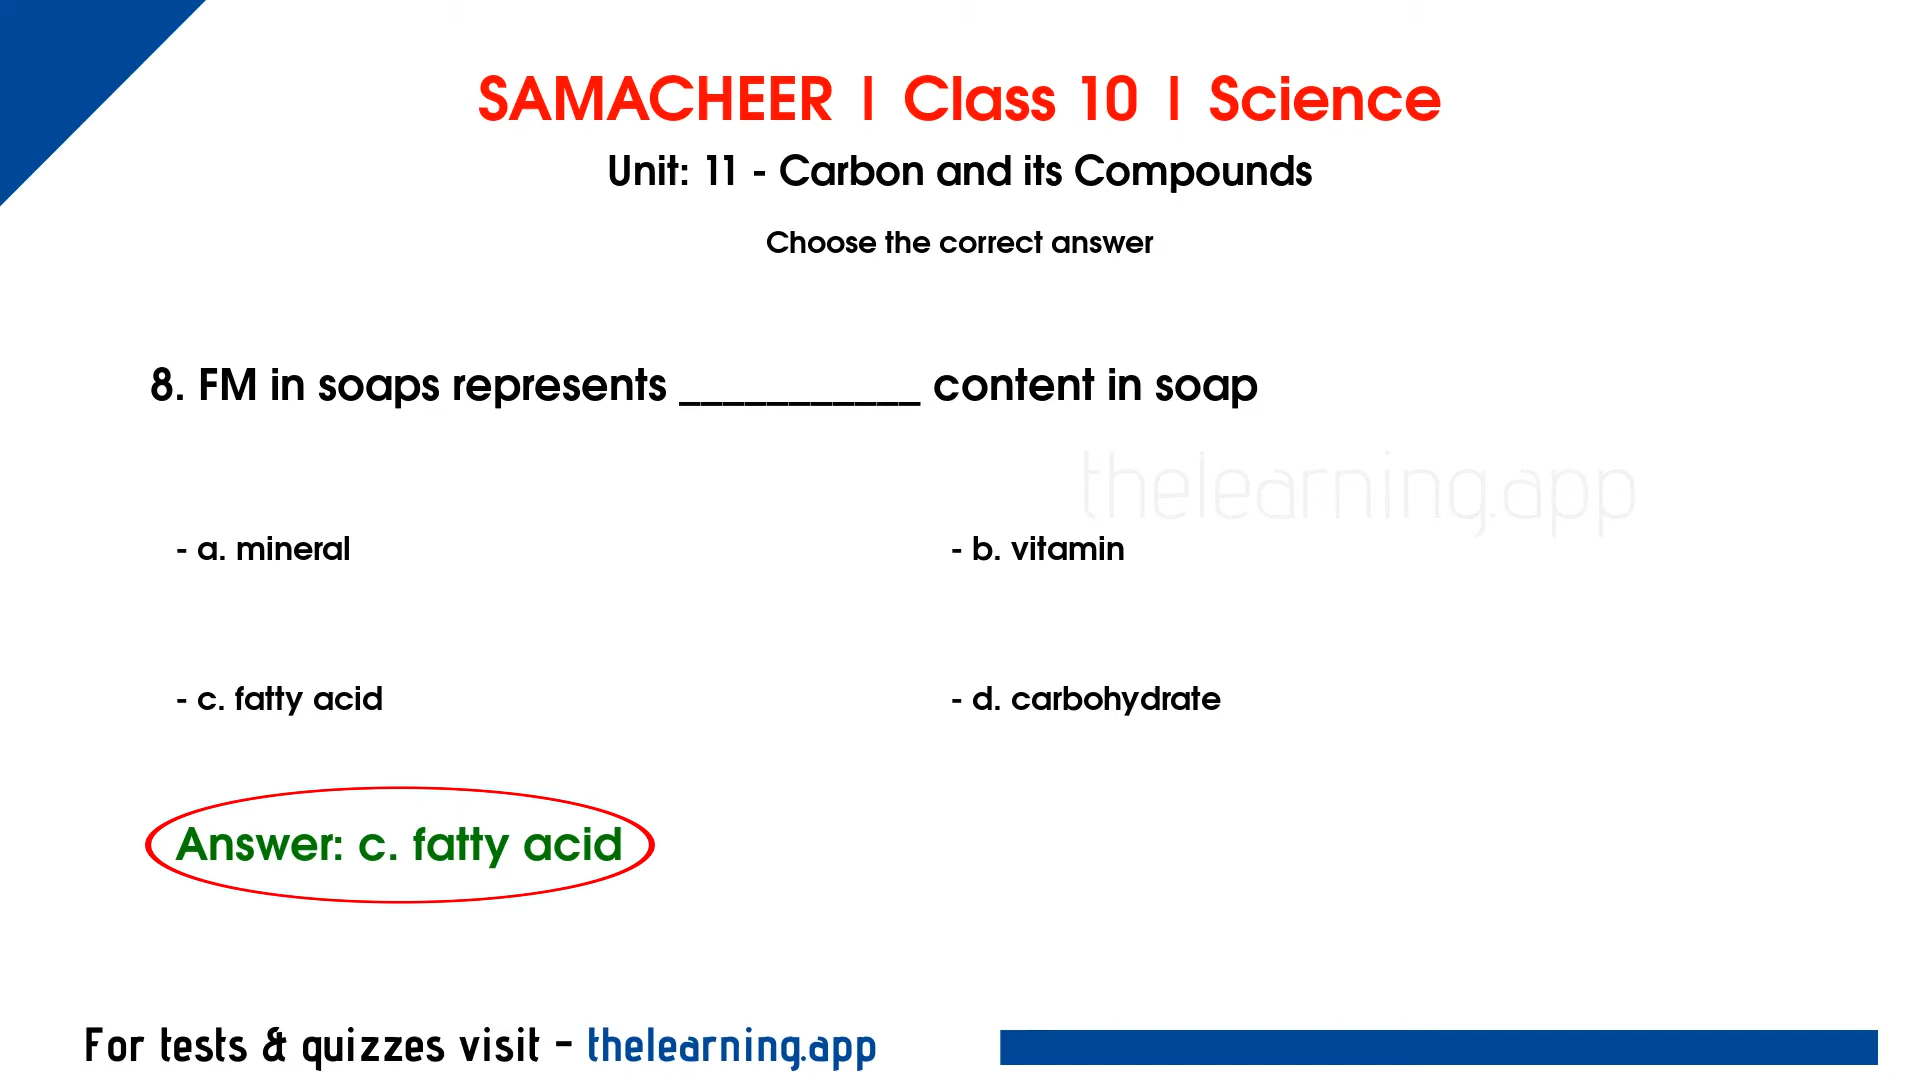 SAMACHEER | Class 10 | Science
Unit: 11 - Carbon and its Compounds
Choose the correct answer
8. FM in soaps represents ___________ content in soap
thelearning.app
- a. mineral
- b. vitamin
- c. fatty acid
- d. carbohydrate
Answer: c. fatty acid
For tests & quizzes visit - thelearning.app